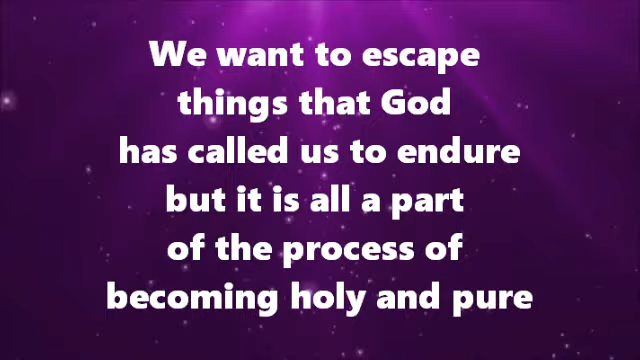 We want to escape
things that God
has called us to endure
but it is all a part
of the process of
becoming holy and pure